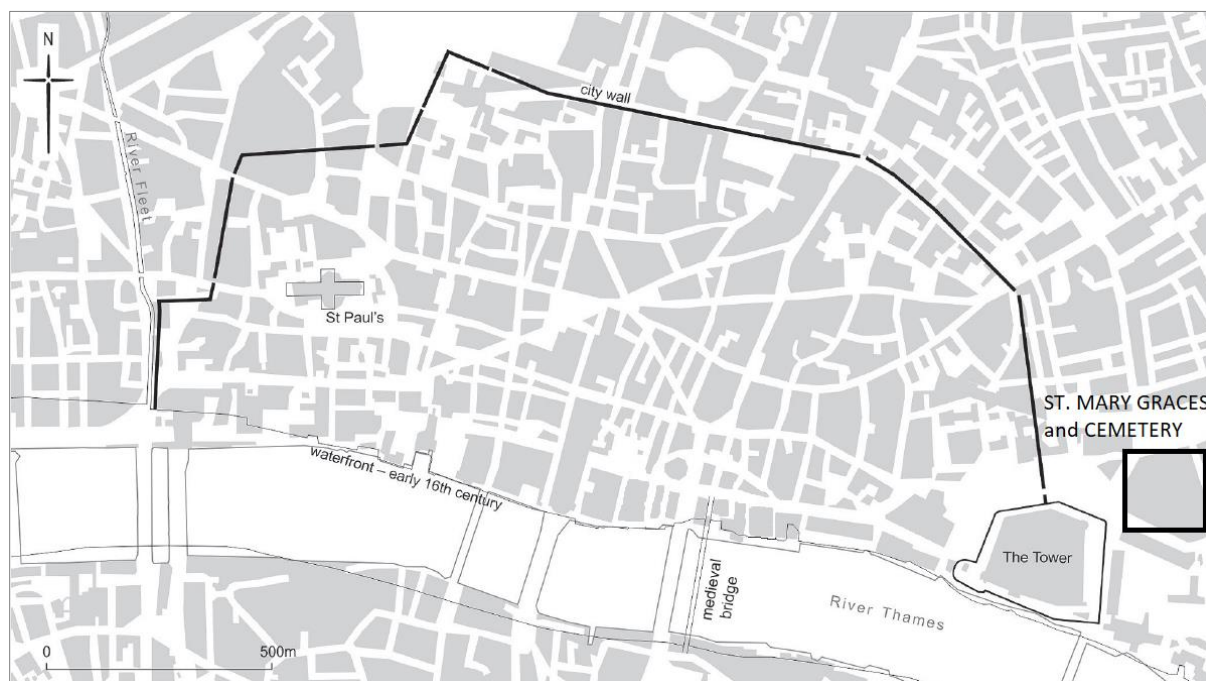 N
city wall
River Fleet
St Paul's
ST. MARY GRACES
and CEMETERY
waterfront – early 16th century
The Tower
medieval
bridge
River Thames
0
500m